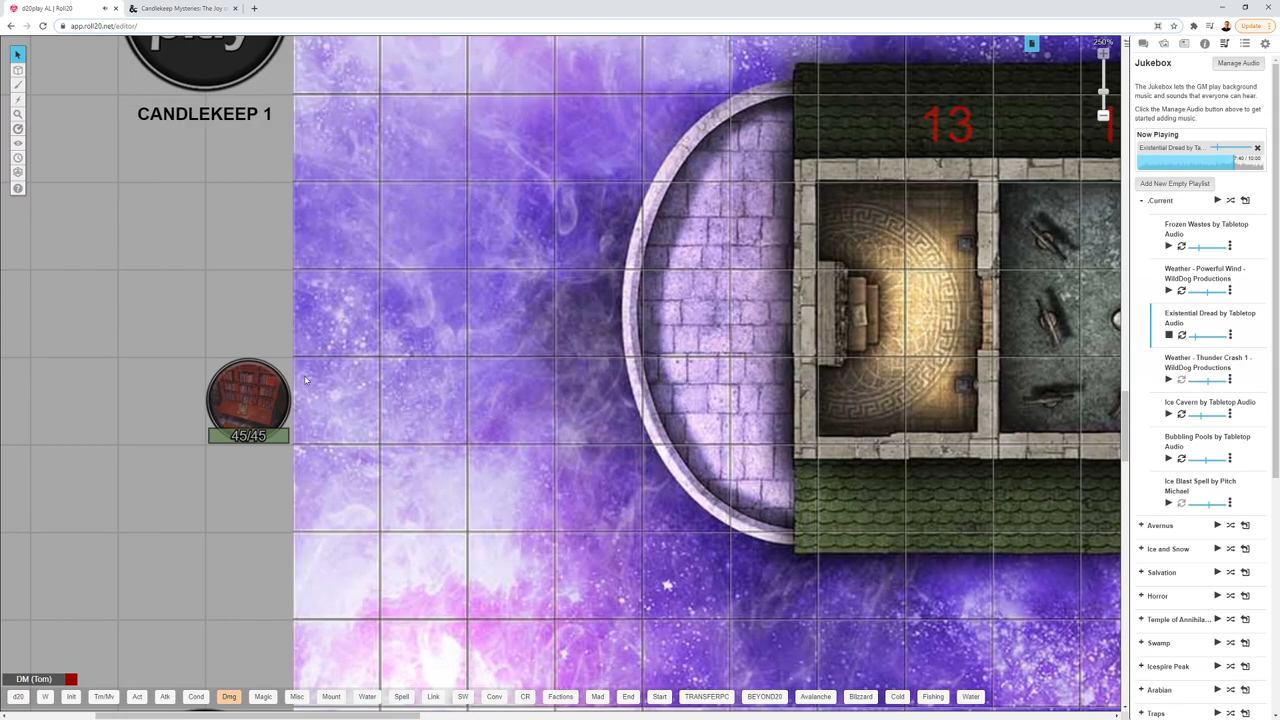 d20play AL | Roll20
Candlekeep Mysteries: The Joy o
app.roll20.net/editor/
Update
play
CANDLEKEEP 1
13
250%
45/45
DM (Tom)
d20 W Init Trn/Mv Act Atk Cond Dmg Magic Misc Mount Water Spell Link SW Conv CR Factions Mad End Start TRANSFERPC BEYOND20 Avalanche Blizzard Cold Fishing Water
Jukebox
Manage Audio
The Jukebox lets the GM play background
music and sounds that everyone can hear.
Click the Manage Audio button above to get
started adding music.
Now Playing
Existential Dread by Ta...
7:40 / 10:00
Add New Empty Playlist
.Current
Frozen Wastes by Tabletop
Audio
Weather - Powerful Wind -
WildDog Productions
Existential Dread by Tabletop
Audio
Weather - Thunder Crash 1 -
WildDog Productions
Ice Cavern by Tabletop Audio
Bubbling Pools by Tabletop
Audio
Ice Blast Spell by Pitch
Michael
Avernus
Ice and Snow
Salvation
Horror
Temple of Annihila...
Swamp
Icespire Peak
Arabian
Traps